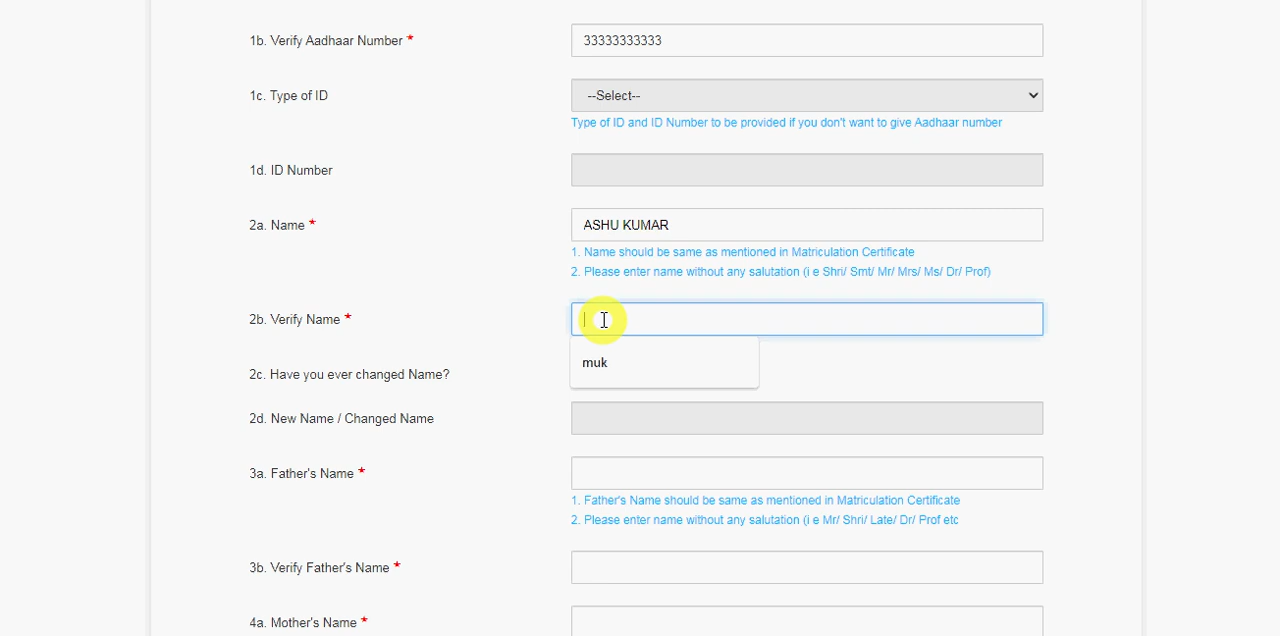 1b. Verify Aadhaar Number *
33333333333
1c. Type of ID
--Select--
Type of ID and ID Number to be provided if you don't want to give Aadhaar number
1d. ID Number
2a. Name *
ASHU KUMAR
1. Name should be same as mentioned in Matriculation Certificate
2. Please enter name without any salutation (i e Shri/ Smt/ Mr/ Mrs/ Ms/ Dr/ Prof)
2b. Verify Name *
muk
2c. Have you ever changed Name?
2d. New Name / Changed Name
3a. Father's Name *
1. Father's Name should be same as mentioned in Matriculation Certificate
2. Please enter name without any salutation (i e Mr/ Shri/ Late/ Dr/ Prof etc
3b. Verify Father's Name *
4a. Mother's Name *